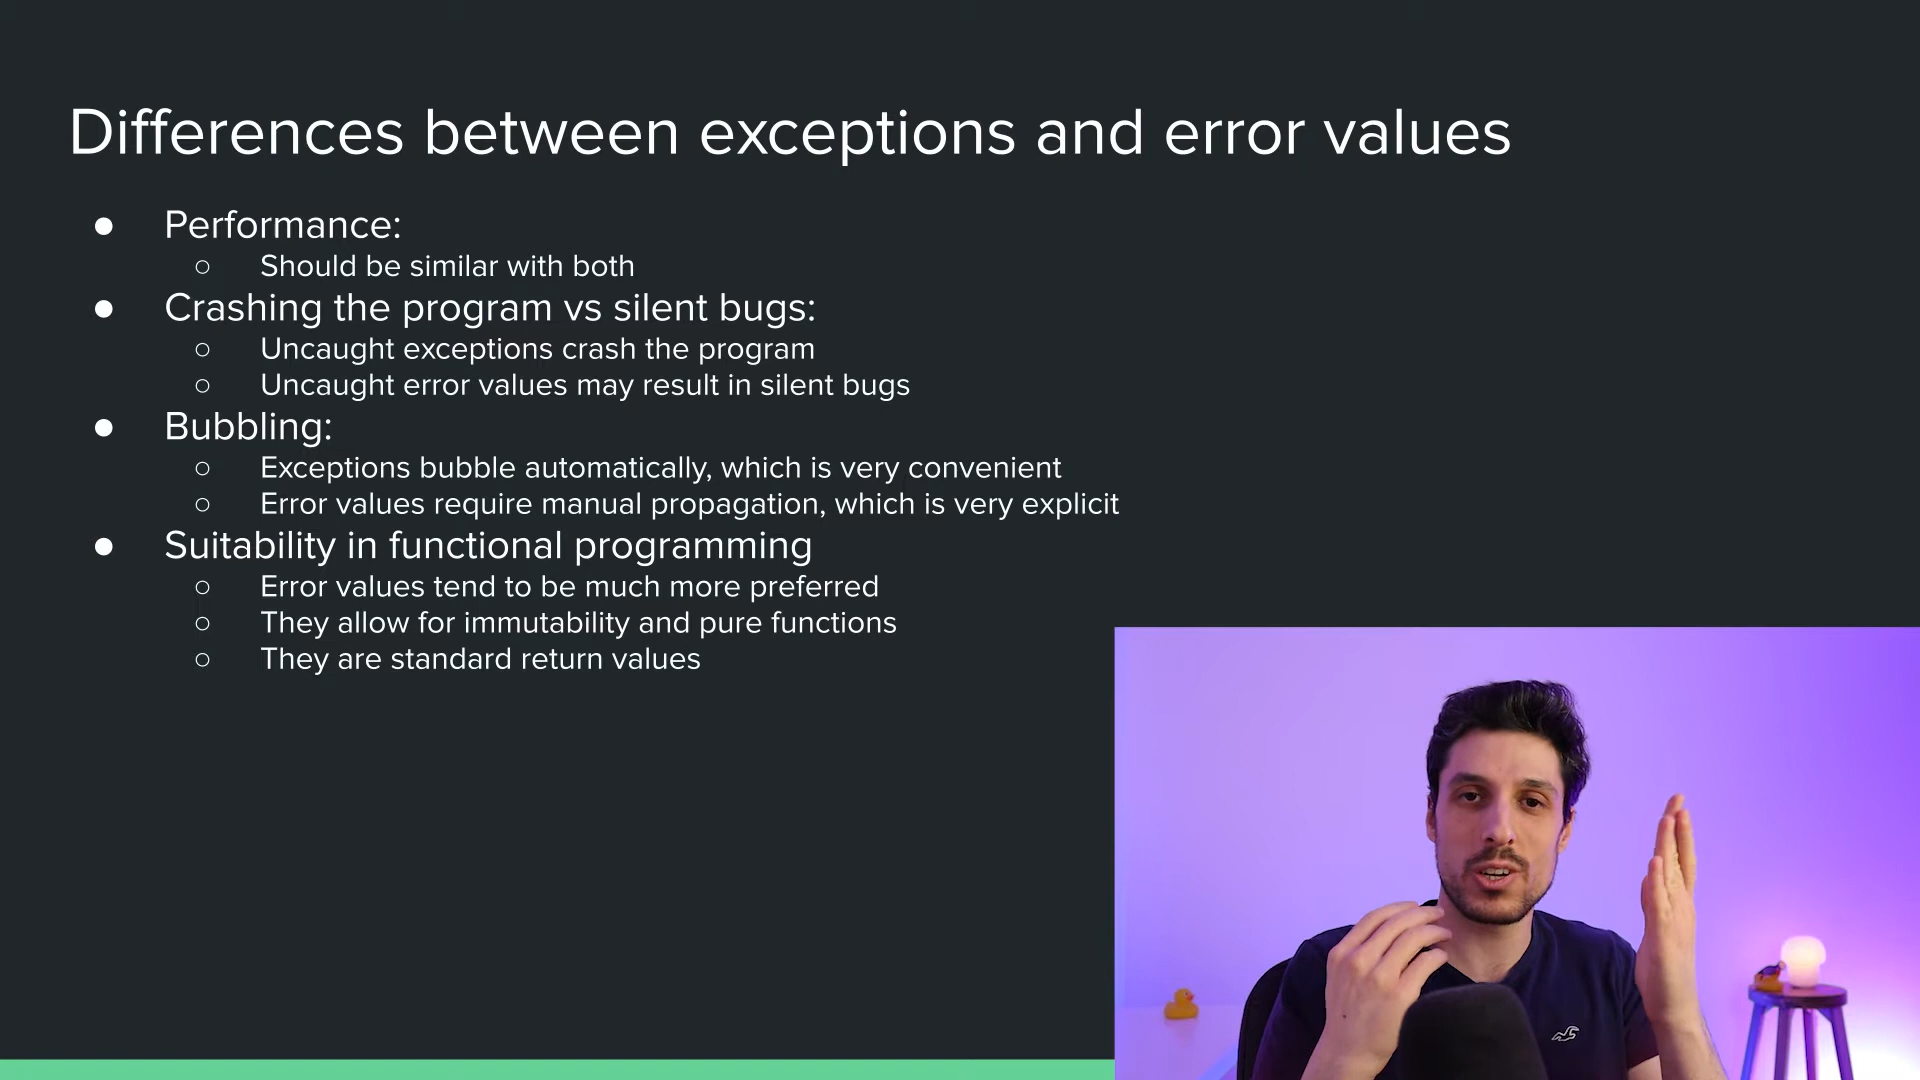 Differences between exceptions and error values
● Performance:
○ Should be similar with both
● Crashing the program vs silent bugs:
○ Uncaught exceptions crash the program
○ Uncaught error values may result in silent bugs
● Bubbling:
○ Exceptions bubble automatically, which is very convenient
○ Error values require manual propagation, which is very explicit
● Suitability in functional programming
○ Error values tend to be much more preferred
○ They allow for immutability and pure functions
○ They are standard return values